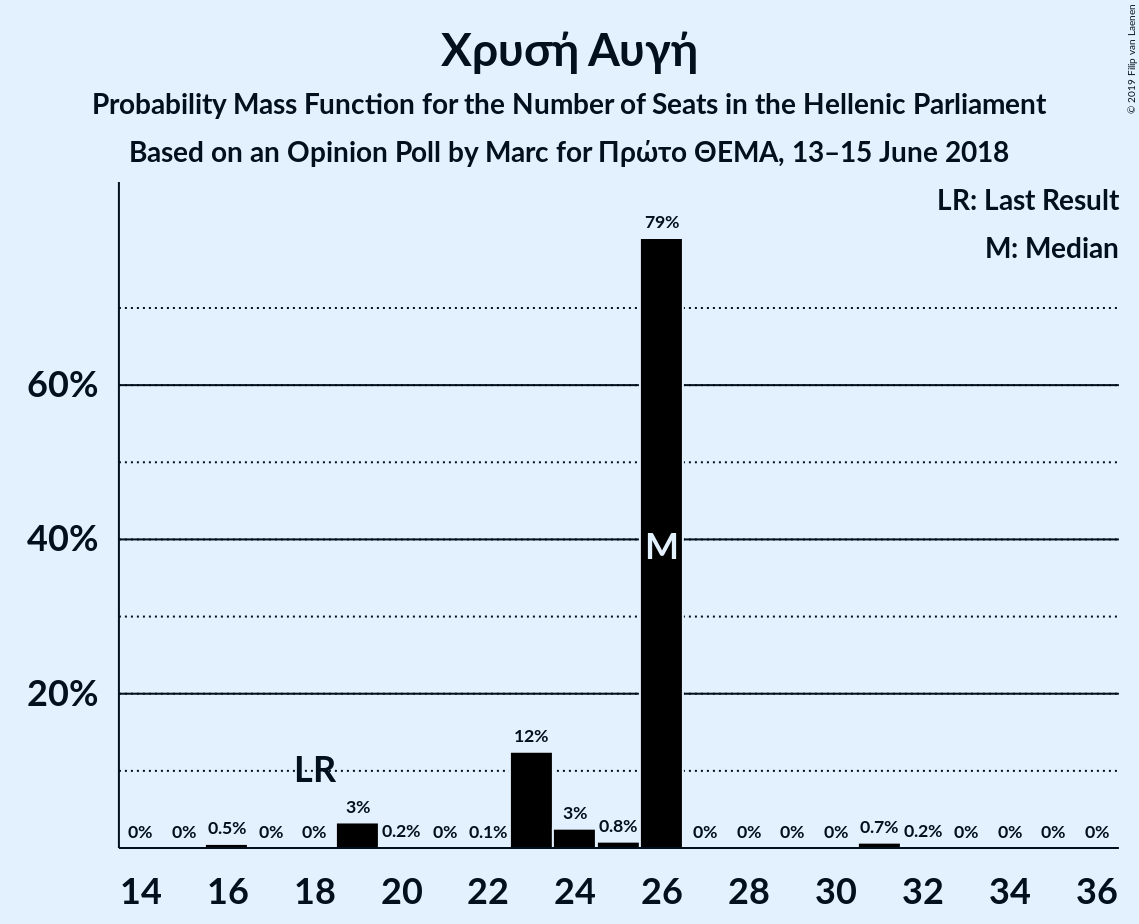 Χρυσή Αυγή
Probability Mass Function for the Number of Seats in the Hellenic Parliament
Based on an Opinion Poll by Marc for Πρώτο ΘΕΜΑ, 13–15 June 2018
© 2019 Filip van Laenen
LR: Last Result
M: Median
79%
60%
40%
M
20%
12%
LR
0% 0% 0.5% 0% 0% 3% 0.2% 0% 0.1% 3% 0.8% 0% 0% 0% 0% 0.7% 0.2% 0% 0% 0% 0%
14 16 18 20 22 24 26 28 30 32 34 36